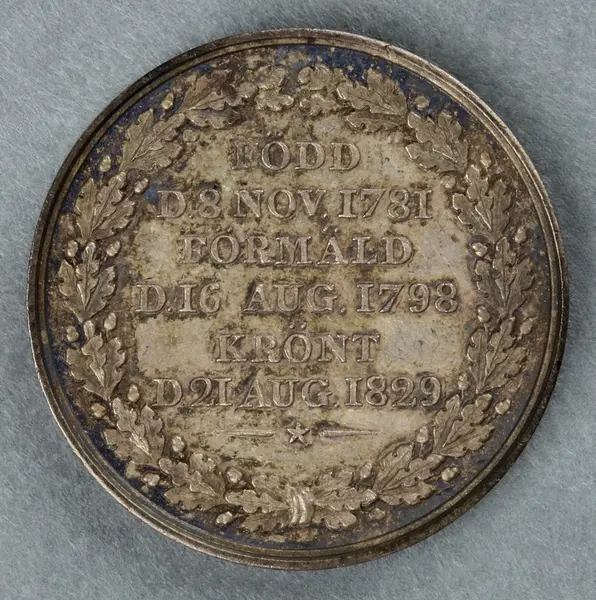 FÖDD
D. 8 NOV. 1781
FÖRMÄLD
D. 16 AUG. 1798
KRÖNT
D. 21 AUG. 1829